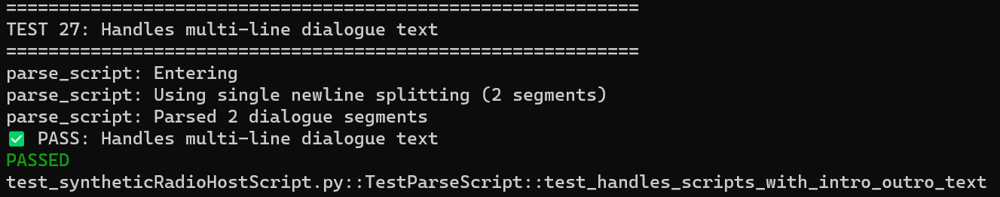 ============================================================
TEST 27: Handles multi-line dialogue text
============================================================
parse_script: Entering
parse_script: Using single newline splitting (2 segments)
parse_script: Parsed 2 dialogue segments
✅ PASS: Handles multi-line dialogue text
PASSED
test_syntheticRadioHostScript.py::TestParseScript::test_handles_scripts_with_intro_outro_text